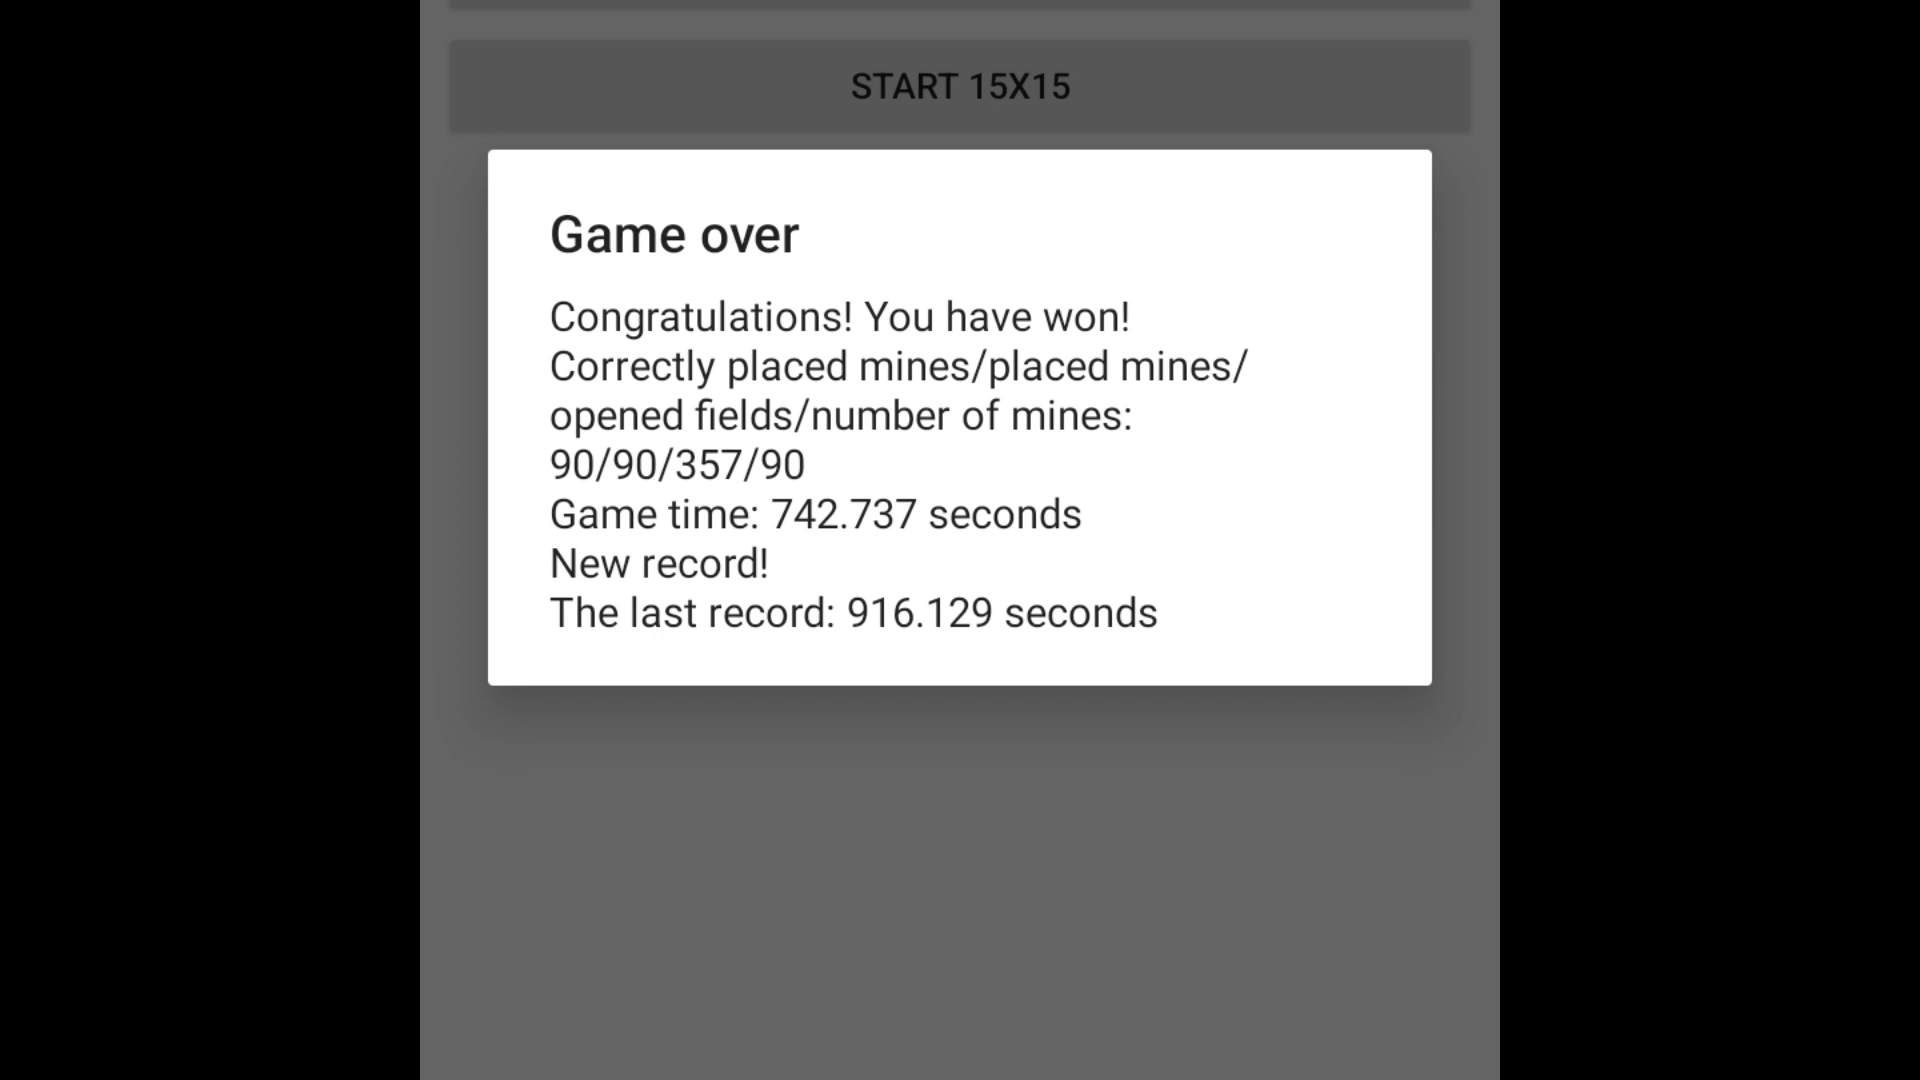 START 15X15
Game over
Congratulations! You have won!
Correctly placed mines/placed mines/
opened fields/number of mines:
90/90/357/90
Game time: 742.737 seconds
New record!
The last record: 916.129 seconds